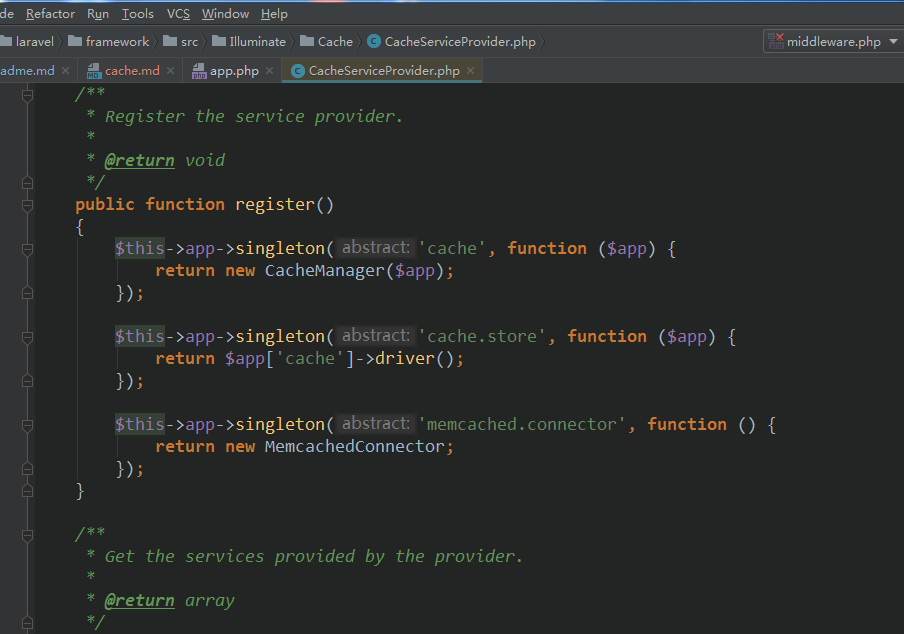 de Refactor Run Tools VCS Window Help
laravel framework src Illuminate Cache CacheServiceProvider.php middleware.php
adme.md cache.md app.php CacheServiceProvider.php
/**
 * Register the service provider.
 *
 * @return void
 */
public function register()
{
    $this->app->singleton( abstract: 'cache', function ($app) {
        return new CacheManager($app);
    });

    $this->app->singleton( abstract: 'cache.store', function ($app) {
        return $app['cache']->driver();
    });

    $this->app->singleton( abstract: 'memcached.connector', function () {
        return new MemcachedConnector;
    });
}

/**
 * Get the services provided by the provider.
 *
 * @return array
 */